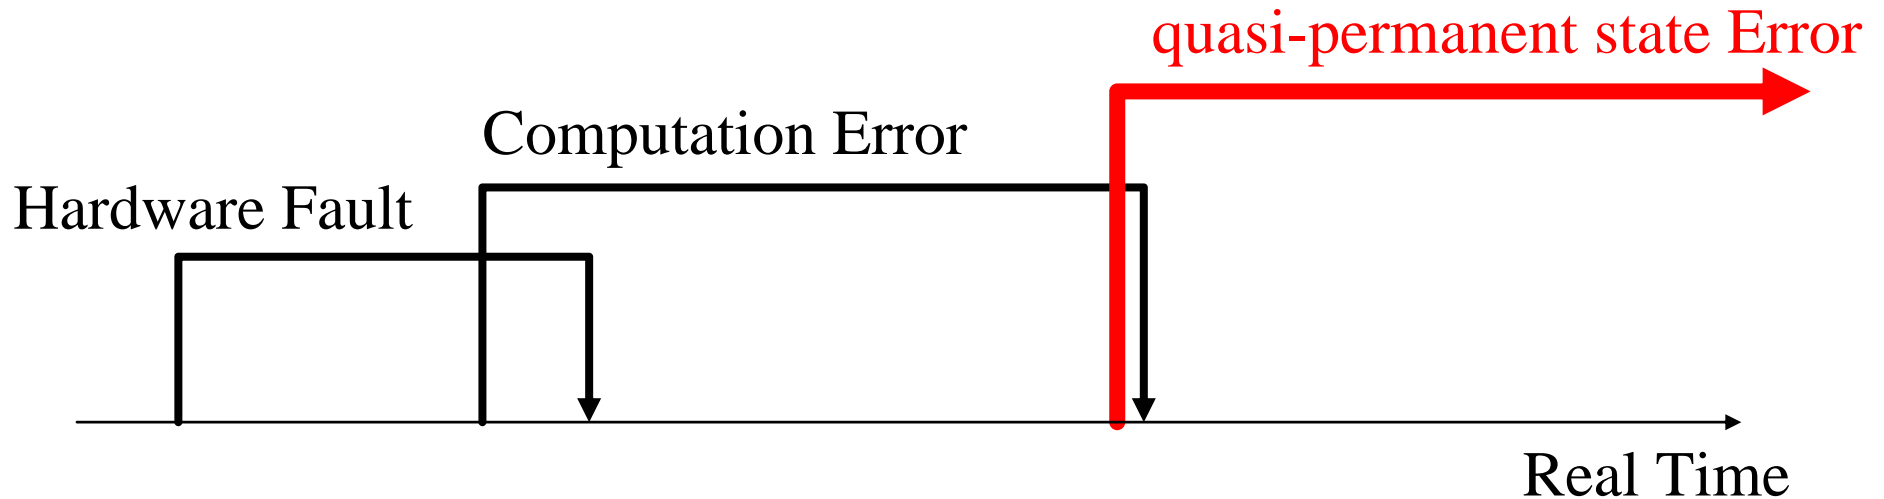 quasi-permanent state Error
Computation Error
Hardware Fault
Real Time